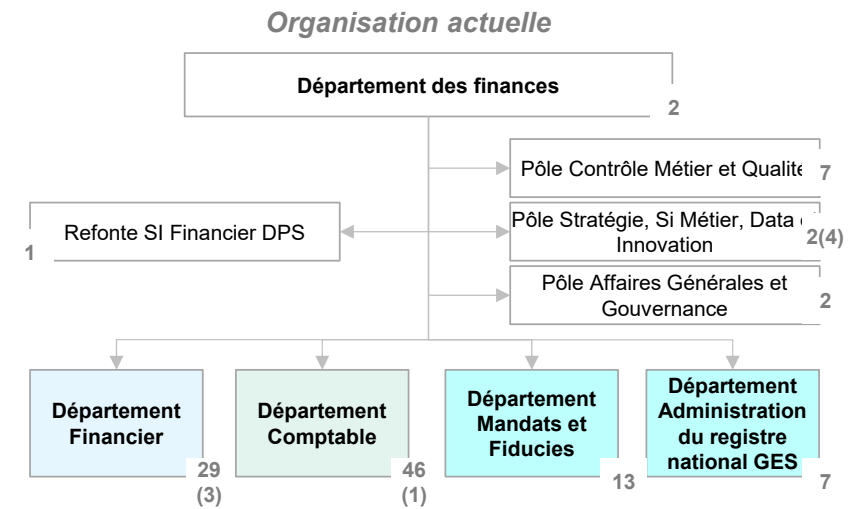 Organisation actuelle
Département des finances
2
Pôle Contrôle Métier et Qualité
7
Refonte SI Financier DPS
1
Pôle Stratégie, Si Métier, Data
Innovation
2(4)
Pôle Affaires Générales et
Gouvernance
2
Département
Financier
29
(3)
Département
Comptable
46
(1)
Département
Mandats et
Fiducies
13
Département
Administration
du registre
national GES
7